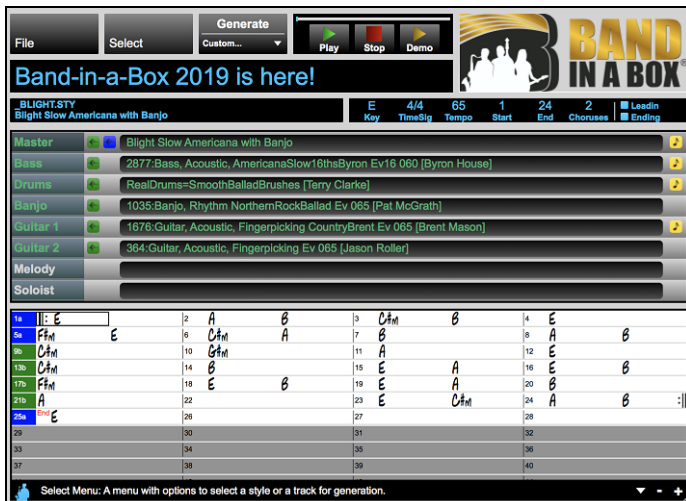 File Select Generate
Custom... Play Stop Demo
BAND
IN A BOX®
Band-in-a-Box 2019 is here!
_BLIGHT.STY
Blight Slow Americana with Banjo
E 4/4 65 1 24 2 Leadin
Key TimeSig Tempo Start End Choruses Ending
Master Blight Slow Americana with Banjo
Bass 2877:Bass, Acoustic, AmericanaSlow16thsByron Ev16 060 [Byron House]
Drums RealDrums=SmoothBalladBrushes [Terry Clarke]
Banjo 1035:Banjo, Rhythm NorthernRockBallad Ev 065 [Pat McGrath]
Guitar 1 1676:Guitar, Acoustic, Fingerpicking CountryBrent Ev 065 [Brent Mason]
Guitar 2 364:Guitar, Acoustic, Fingerpicking Ev 065 [Jason Roller]
Melody
Soloist
1a E 2 A B 3 C#m B 4 E
5a F#m E 6 C#m A 7 B 8 A B
9b C#m 10 G#m 11 A 12 E
13b C#m 14 B 15 E A 16 E B
17b F#m 18 E B 19 E A 20 B
21b A 22 23 E C#m 24 A B
25a End E 26 27 28
29 30 31 32
33 34 35 36
37 38 39 40
Select Menu: A menu with options to select a style or a track for generation. - +